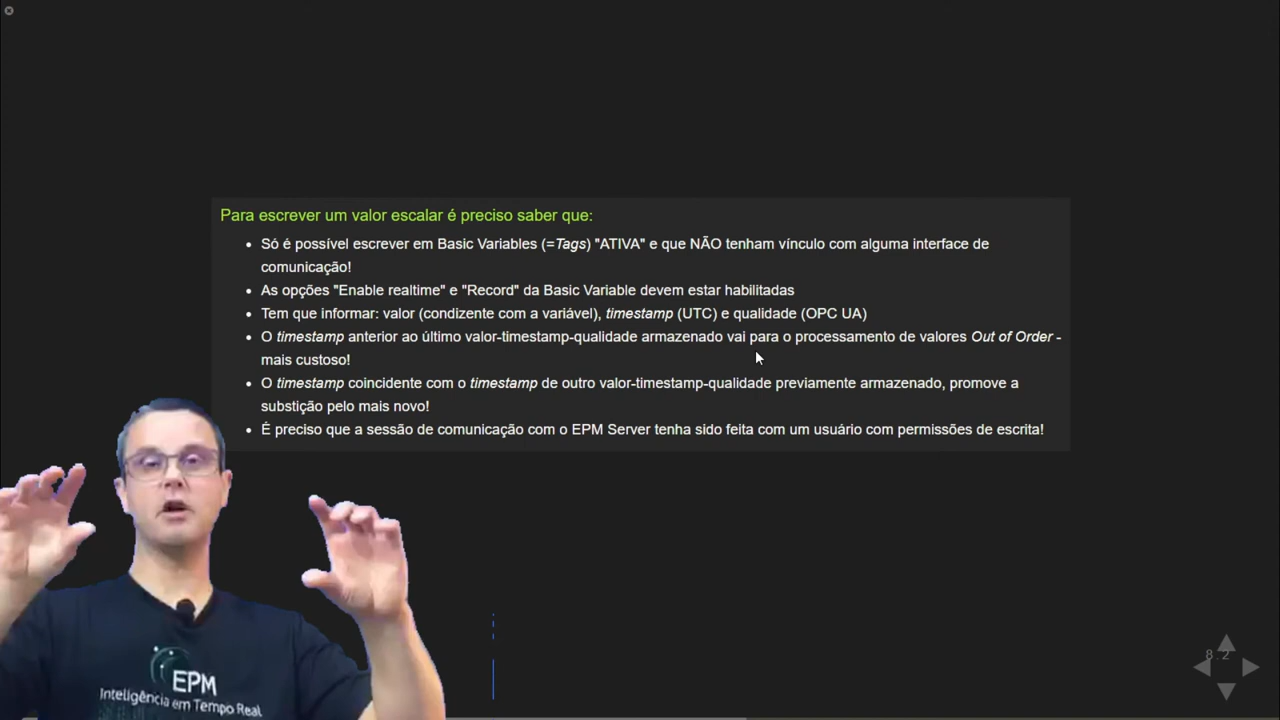 Para escrever um valor escalar é preciso saber que:
• Só é possível escrever em Basic Variables (=Tags) "ATIVA" e que NÃO tenham vínculo com alguma interface de
comunicação!
• As opções "Enable realtime" e "Record" da Basic Variable devem estar habilitadas
• Tem que informar: valor (condizente com a variável), timestamp (UTC) e qualidade (OPC UA)
• O timestamp anterior ao último valor-timestamp-qualidade armazenado vai para o processamento de valores Out of Order -
mais custoso!
• O timestamp coincidente com o timestamp de outro valor-timestamp-qualidade previamente armazenado, promove a
substição pelo mais novo!
• É preciso que a sessão de comunicação com o EPM Server tenha sido feita com um usuário com permissões de escrita!
EPM
Inteligência em Tempo Real
8.2